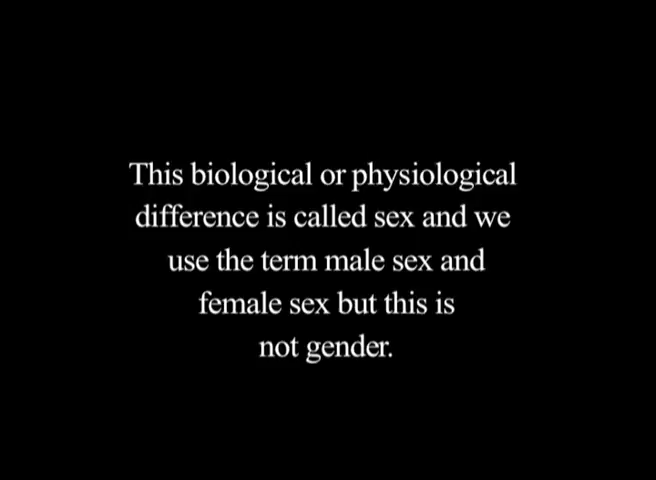 This biological or physiological
difference is called sex and we
use the term male sex and
female sex but this is
not gender.